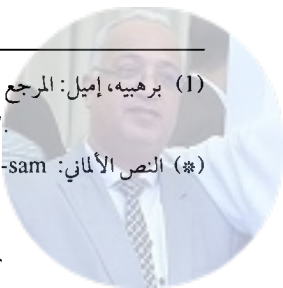 (1) برهييه، إميل: المرجع
(*) النص الألماني: sam-